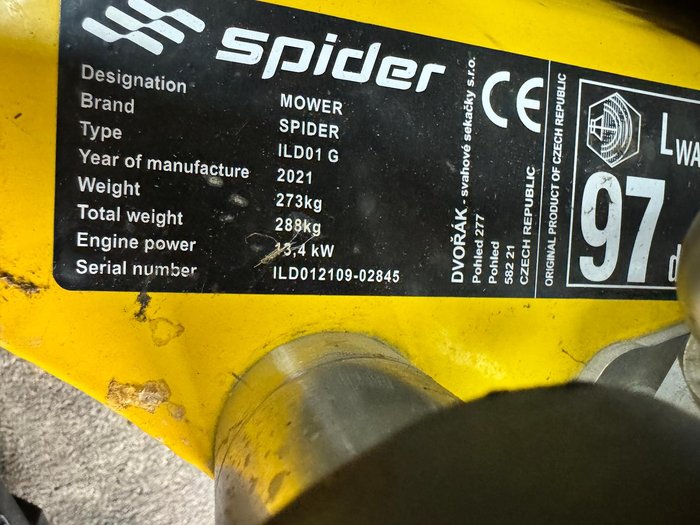 spider
Designation MOWER
Brand SPIDER
Type ILD01 G
Year of manufacture 2021
Weight 273kg
Total weight 288kg
Engine power 13,4 kW
Serial number ILD012109-02845
DVOŘÁK - svahové sekačky s.r.o.
Pohled 277
Pohled
582 21
CZECH REPUBLIC
CE
ORIGINAL PRODUCT OF CZECH REPUBLIC
LWA
97
d